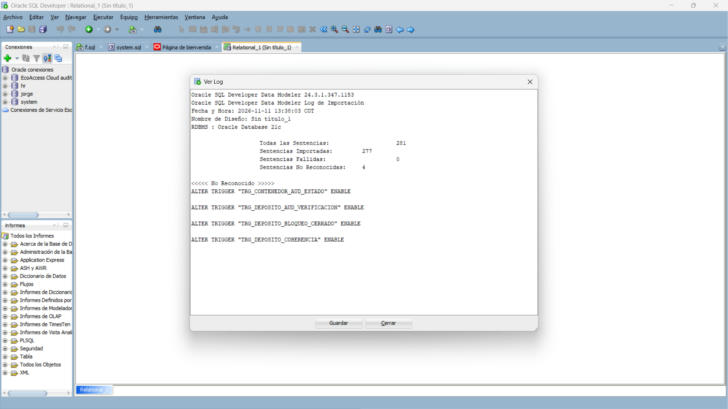 Oracle SQL Developer : Relational_1 (Sin título_1)
Archivo Editar Ver Navegar Ejecutar Equipo Herramientas Ventana Ayuda
Conexiones
f.sql
system.sql
Página de bienvenida
Relational_1 (Sin título_1)
Oracle conexiones
EcoAccess Cloud audit
hr
jorge
system
Conexiones de Servicio Esc
Informes
Todos los Informes
Acerca de la Base de D
Administración de la Ba
Application Express
ASH y AWR
Diccionario de Datos
Flujos
Informes de Diccionario
Informes Definidos por
Informes de Modelador
Informes de OLAP
Informes de TimesTen
Informes de Vista Anal
PLSQL
Seguridad
Tabla
Todos los Objetos
XML
Ver Log
Oracle SQL Developer Data Modeler 24.3.1.347.1153
Oracle SQL Developer Data Modeler Log de Importación
Fecha y Hora: 2026-11-11 13:38:03 CDT
Nombre de Diseño: Sin título_1
RDBMS : Oracle Database 21c
Todas las Sentencias: 281
Sentencias Importadas: 277
Sentencias Fallidas: 0
Sentencias No Reconocidas: 4
<<<<< No Reconocido >>>>>
ALTER TRIGGER "TRG_CONTENEDOR_AUD_ESTADO" ENABLE
ALTER TRIGGER "TRG_DEPOSITO_AUD_VERIFICACION" ENABLE
ALTER TRIGGER "TRG_DEPOSITO_BLOQUEO_CERRADO" ENABLE
ALTER TRIGGER "TRG_DEPOSITO_COHERENCIA" ENABLE
Guardar
Cerrar